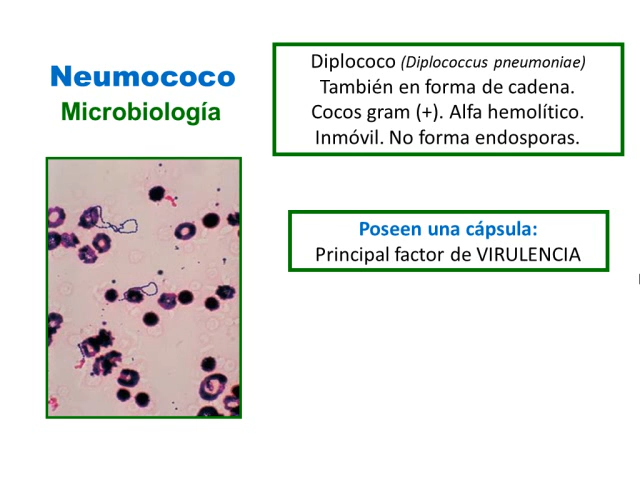 Neumococo
Microbiología
Diplococo (Diplococcus pneumoniae)
También en forma de cadena.
Cocos gram (+). Alfa hemolítico.
Inmóvil. No forma endosporas.
Poseen una cápsula:
Principal factor de VIRULENCIA